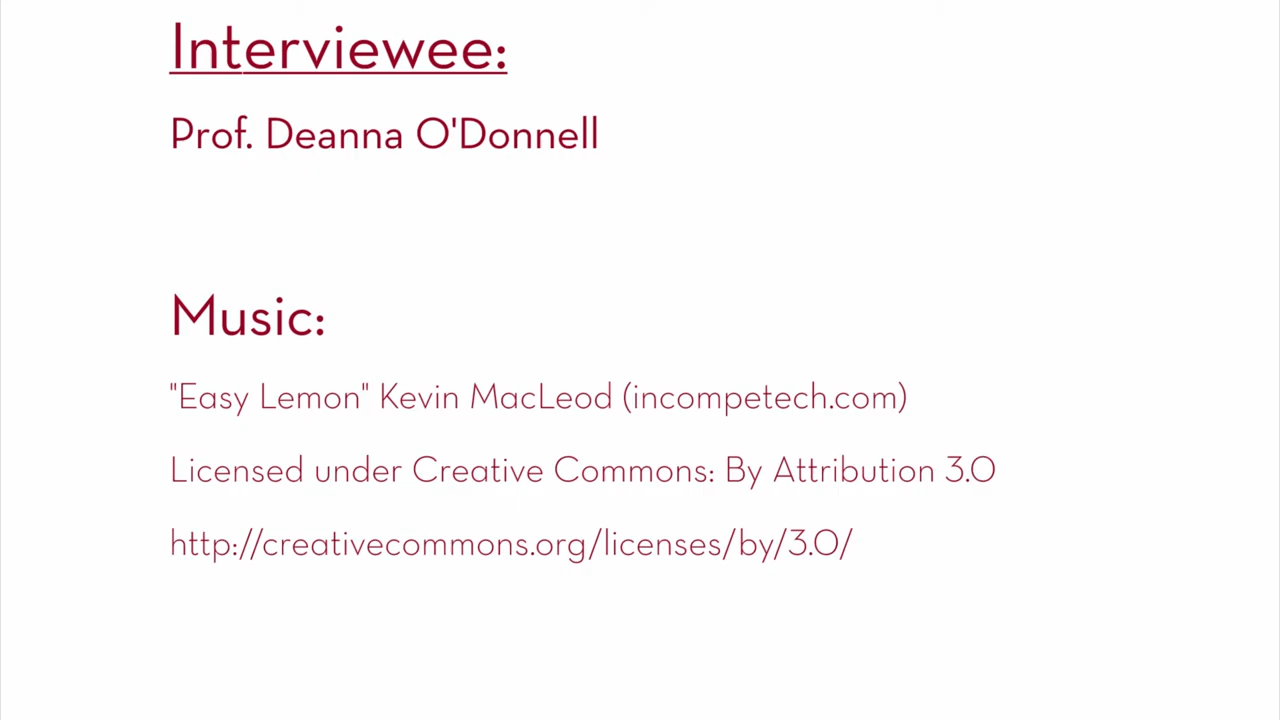 Interviewee:
Prof. Deanna O'Donnell
Music:
"Easy Lemon" Kevin MacLeod (incompetech.com)
Licensed under Creative Commons: By Attribution 3.0
http://creativecommons.org/licenses/by/3.0/